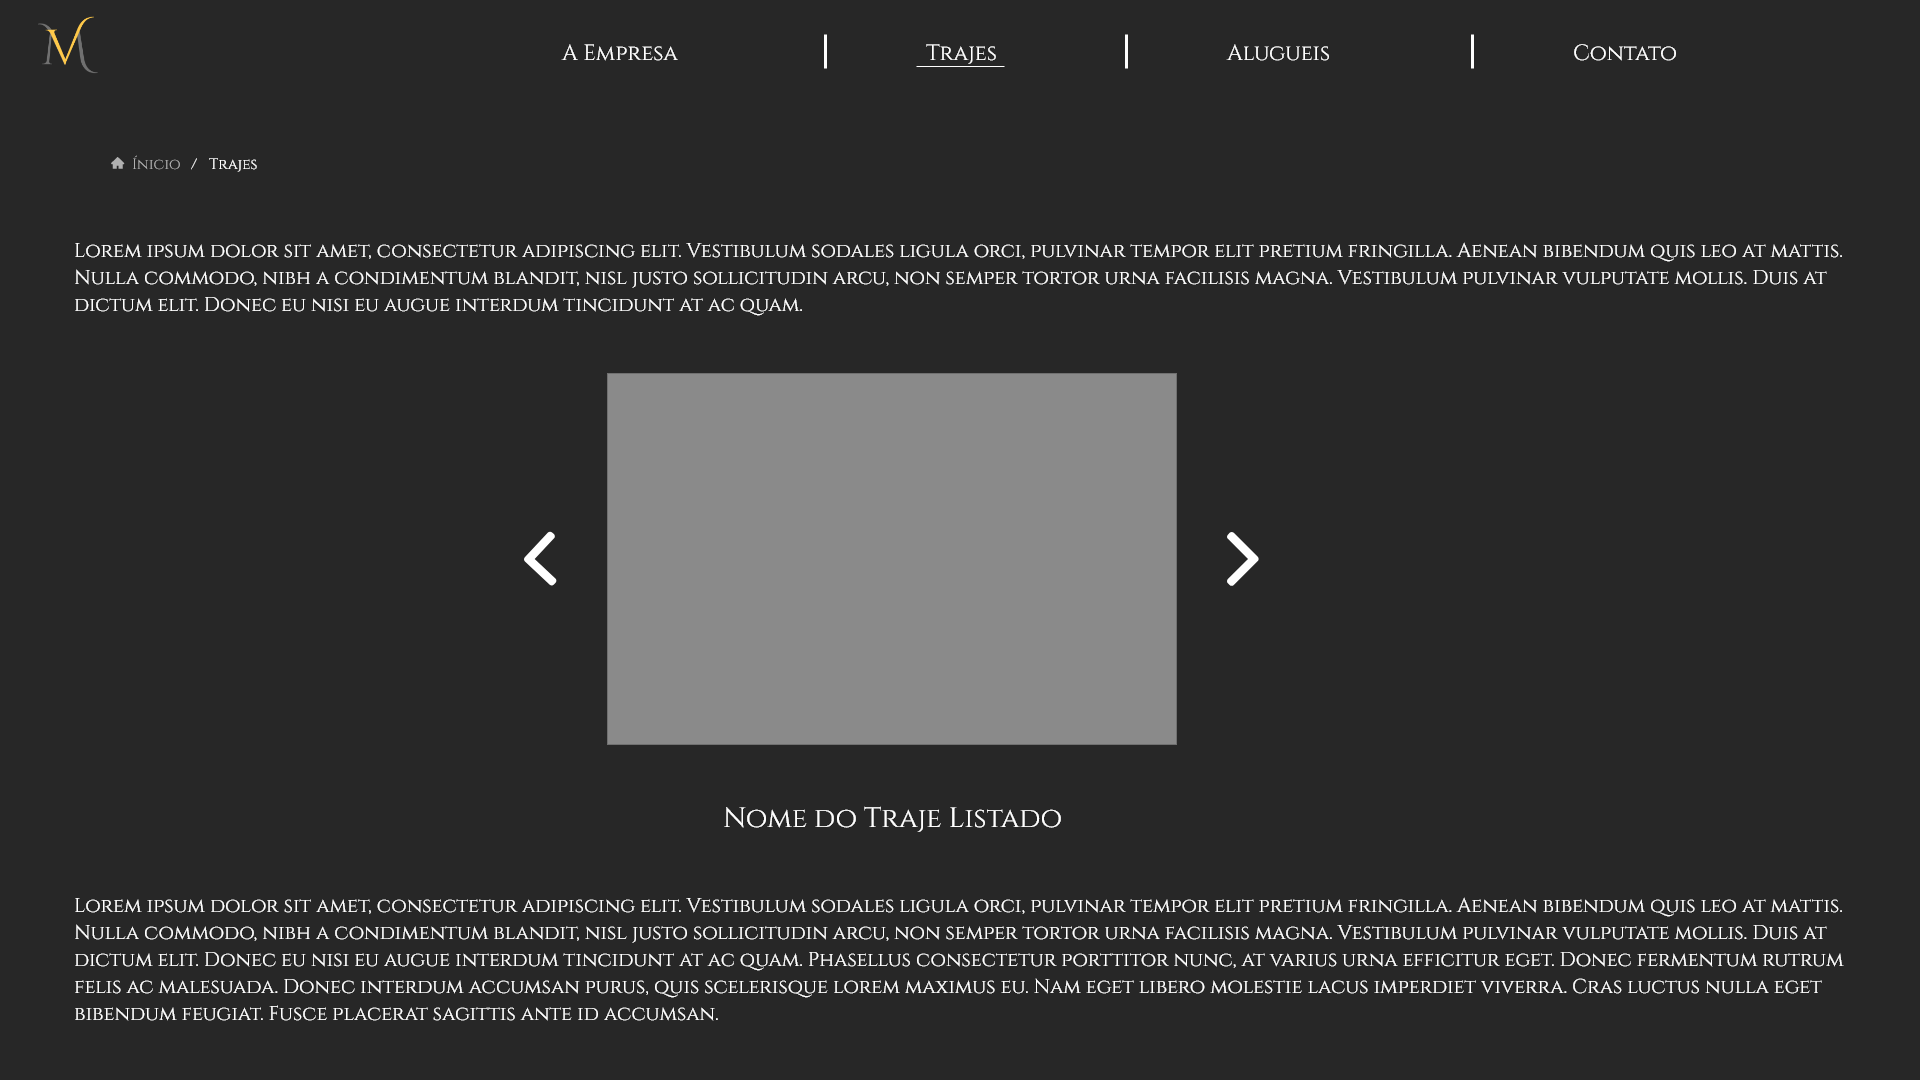 M
A Empresa
Trajes
Alugueis
Contato
Ínicio / Trajes
Lorem ipsum dolor sit amet, consectetur adipiscing elit. Vestibulum sodales ligula orci, pulvinar tempor elit pretium fringilla. Aenean bibendum quis leo at mattis.
Nulla commodo, nibh a condimentum blandit, nisl justo sollicitudin arcu, non semper tortor urna facilisis magna. Vestibulum pulvinar vulputate mollis. Duis at
dictum elit. Donec eu nisi eu augue interdum tincidunt at ac quam.
Nome do Traje Listado
Lorem ipsum dolor sit amet, consectetur adipiscing elit. Vestibulum sodales ligula orci, pulvinar tempor elit pretium fringilla. Aenean bibendum quis leo at mattis.
Nulla commodo, nibh a condimentum blandit, nisl justo sollicitudin arcu, non semper tortor urna facilisis magna. Vestibulum pulvinar vulputate mollis. Duis at
dictum elit. Donec eu nisi eu augue interdum tincidunt at ac quam. Phasellus consectetur porttitor nunc, at varius urna efficitur eget. Donec fermentum rutrum
felis ac malesuada. Donec interdum accumsan purus, quis scelerisque lorem maximus eu. Nam eget libero molestie lacus imperdiet viverra. Cras luctus nulla eget
bibendum feugiat. Fusce placerat sagittis ante id accumsan.